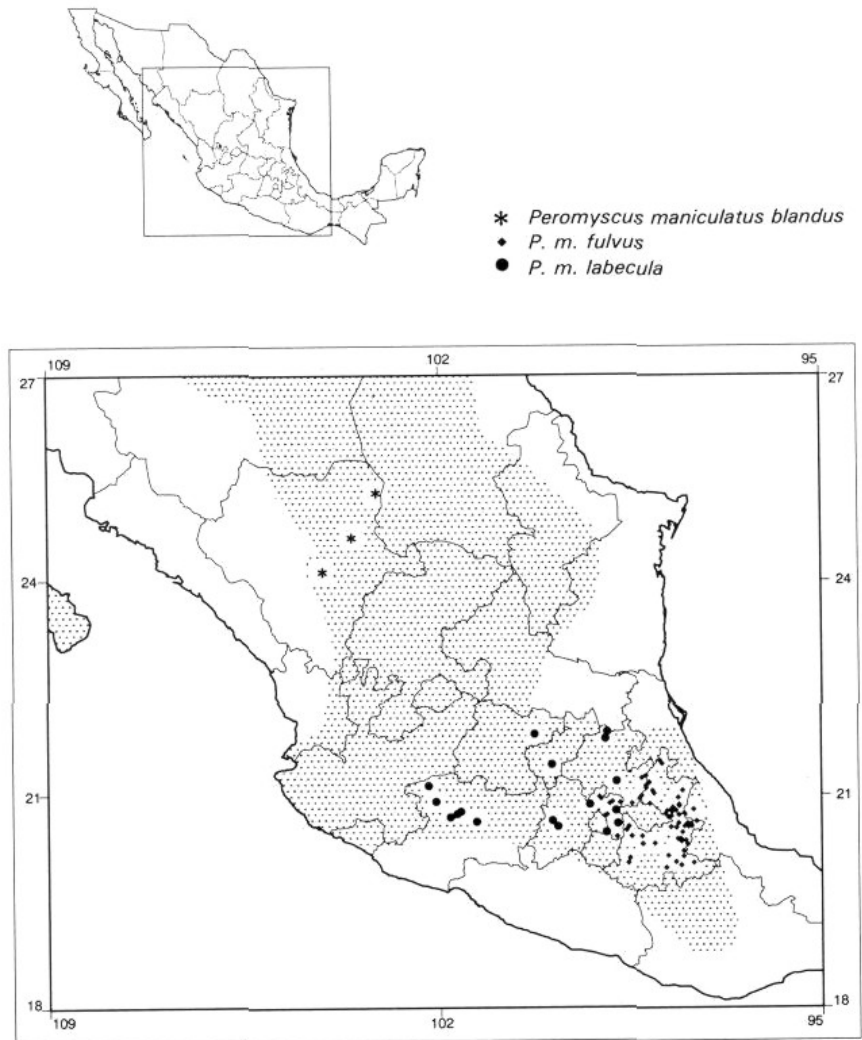 * Peromyscus maniculatus blandus
◆ P. m. fulvus
● P. m. labecula
109 102 95
27 27
24 24
21 21
18 18
109 102 95